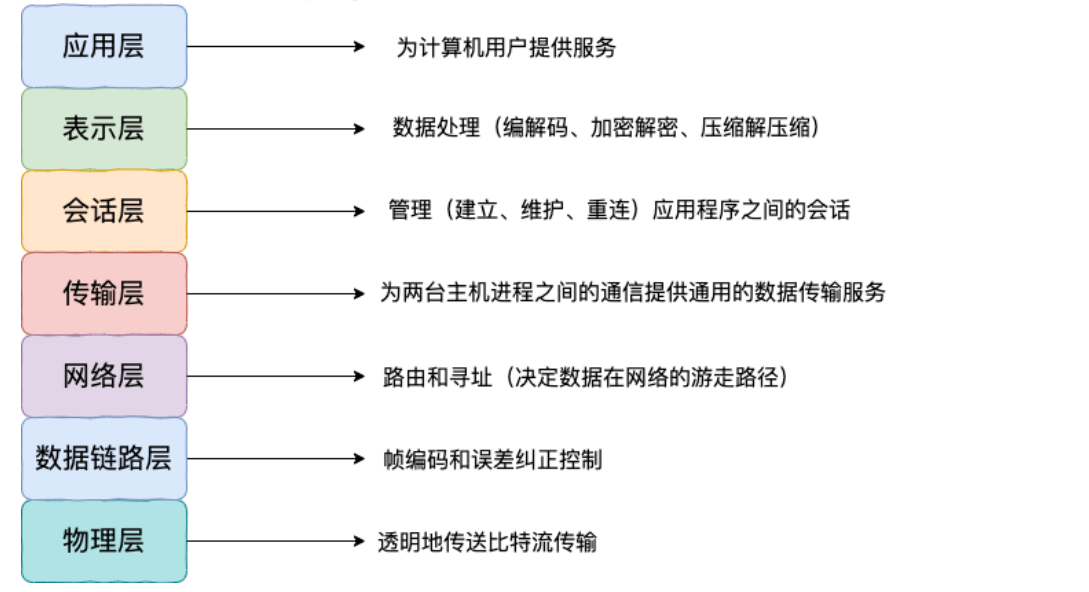 应用层 为计算机用户提供服务
表示层 数据处理（编解码、加密解密、压缩解压缩）
会话层 管理（建立、维护、重连）应用程序之间的会话
传输层 为两台主机进程之间的通信提供通用的数据传输服务
网络层 路由和寻址（决定数据在网络的游走路径）
数据链路层 帧编码和误差纠正控制
物理层 透明地传送比特流传输